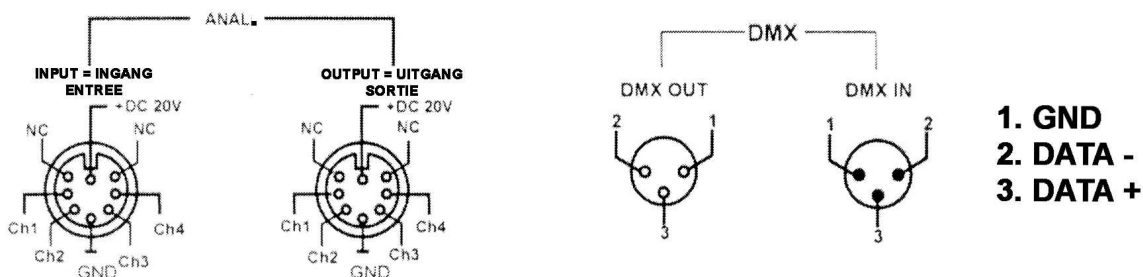 ANAL.
INPUT = INGANG
ENTREE
+DC 20V
NC
NC
Ch1
Ch4
Ch2
Ch3
GND
OUTPUT = UITGANG
SORTIE
+DC 20V
NC
NC
Ch1
Ch4
Ch2
Ch3
GND
DMX
DMX OUT
2
1
3
DMX IN
1
2
3
1. GND
2. DATA -
3. DATA +